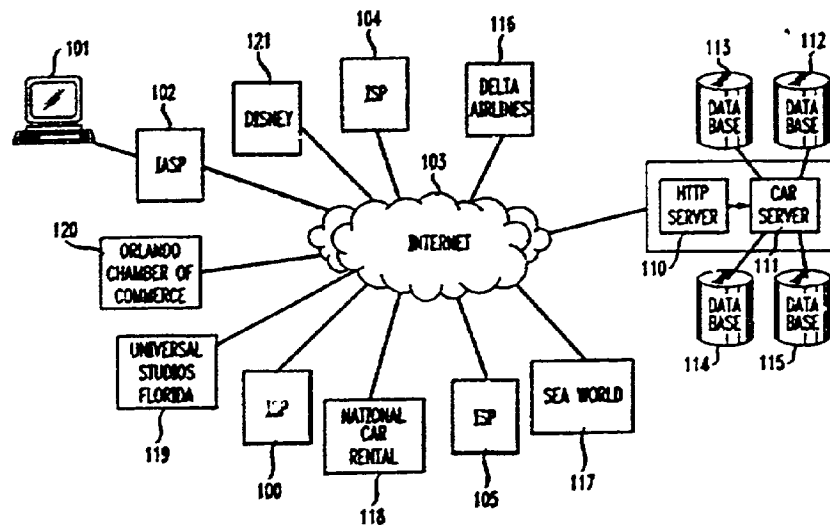 104
116
113
112
101
121
102
ISP
DELTA
AIRLINES
DISNEY
DATA
BASE
DATA
BASE
IASP
103
HTTP
SERVER
CAR
SERVER
INTERNET
120
ORLANDO
CHAMBER OF
COMMERCE
110
111
DATA
BASE
DATA
BASE
114
115
UNIVERSAL
STUDIOS
FLORIDA
ISP
NATIONAL
CAR
RENTAL
ISP
SEA WORLD
119
117
105
118